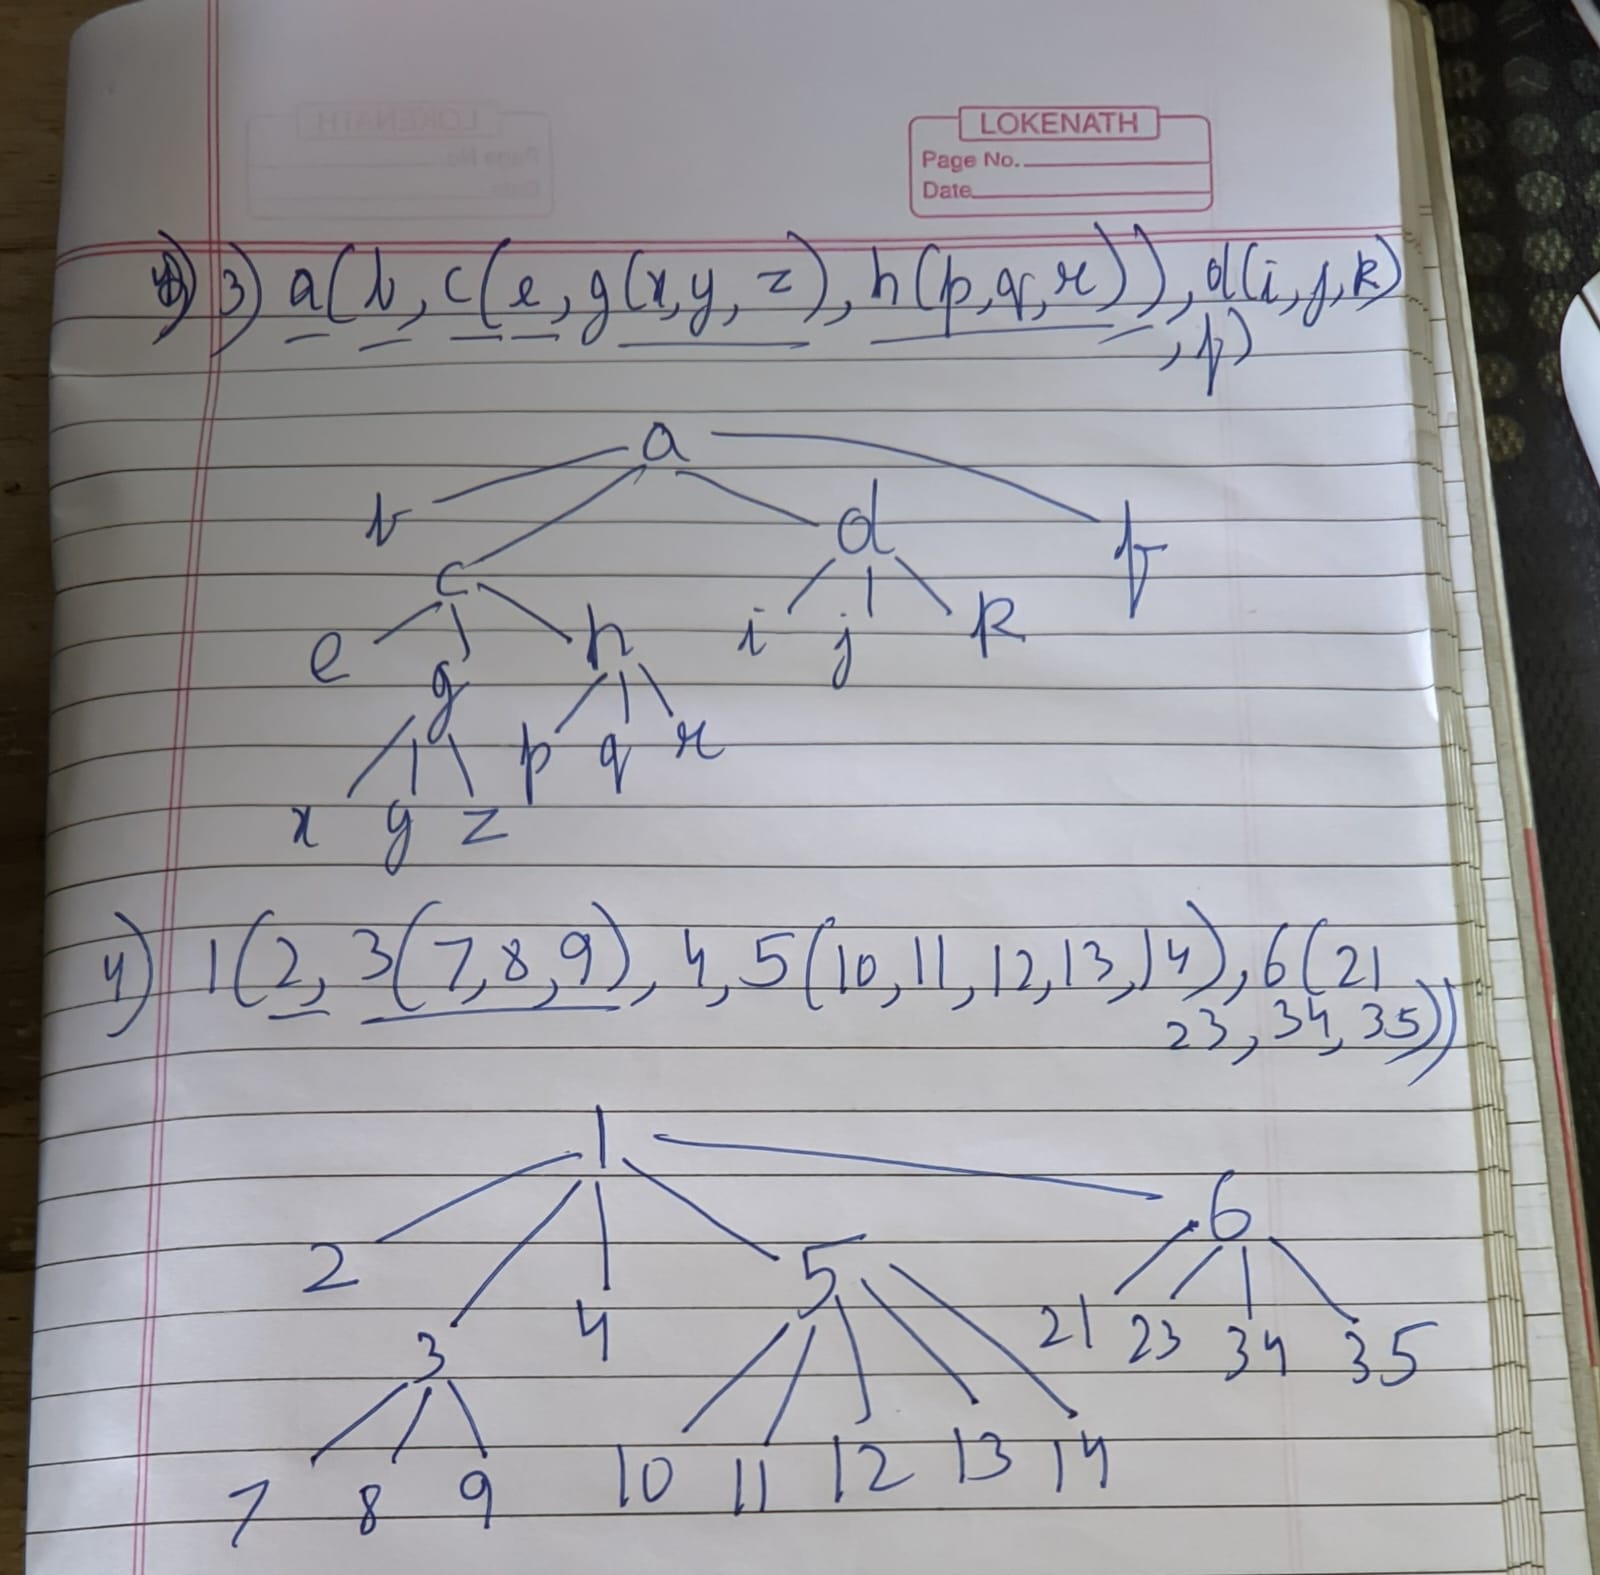 LOKENATH
Page No.
Date
3) a(b, c(e, g(x,y, z), h(p,q,r)), d(i,j,k)
, f)
a
b d f
c
e g h i j k
p q r
x y z
4) 1(2, 3(7,8,9), 4, 5(10,11,12,13,14), 6(21
23, 34, 35))
1
6
2 5
3 4 21 23 34 35
7 8 9 10 11 12 13 14